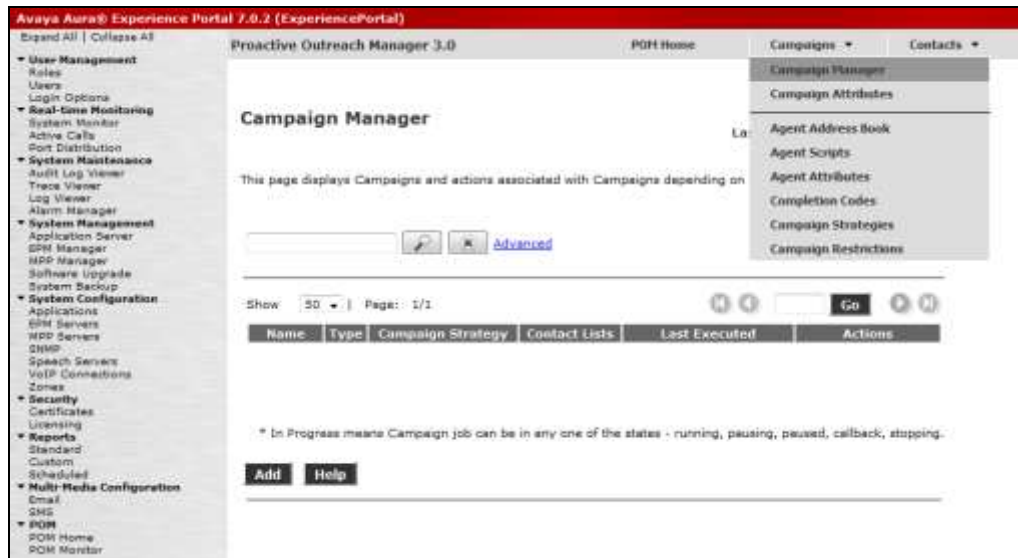 Avaya Aura® Experience Portal 7.0.2 (ExperiencePortal)
Expand All | Collapse All
▼ User Management
Roles
Users
Login Options
▼ Real-time Monitoring
System Monitor
Active Calls
Port Distribution
▼ System Maintenance
Audit Log Viewer
Trace Viewer
Log Viewer
Alarm Manager
▼ System Management
Application Server
EPM Manager
MPP Manager
Software Upgrade
System Backup
▼ System Configuration
Applications
EPM Servers
MPP Servers
SNMP
Speech Servers
VoIP Connections
Zones
▼ Security
Certificates
Licensing
▼ Reports
Standard
Custom
Scheduled
▼ Multi-Media Configuration
Email
SMS
▼ POM
POM Home
POM Monitor
Proactive Outreach Manager 3.0 POM Home Campaigns ▼ Contacts ▼
Campaign Manager
Campaign Attributes
Agent Address Book
Agent Scripts
Agent Attributes
Completion Codes
Campaign Strategies
Campaign Restrictions
Campaign Manager
La
This page displays Campaigns and actions associated with Campaigns depending on
Advanced
Show 50 | Page: 1/1 Go
Name Type Campaign Strategy Contact Lists Last Executed Actions
* In Progress means Campaign job can be in any one of the states - running, pausing, paused, callback, stopping.
Add Help